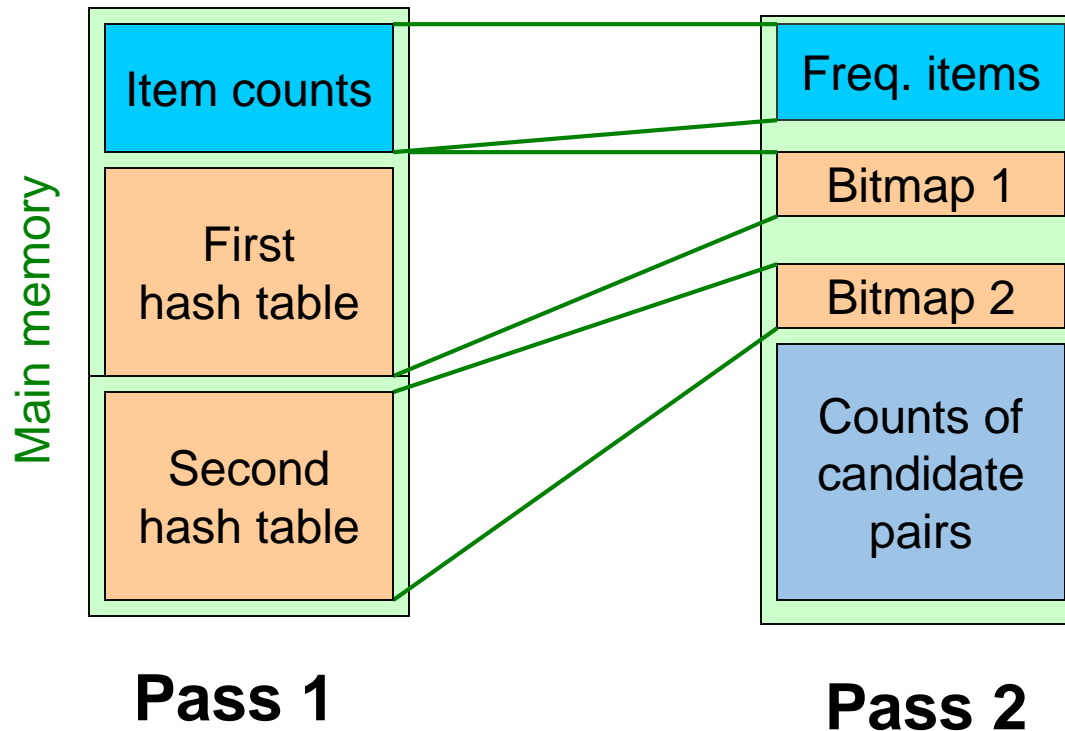 Main memory
Item counts
First
hash table
Second
hash table
Pass 1
Freq. items
Bitmap 1
Bitmap 2
Counts of
candidate
pairs
Pass 2